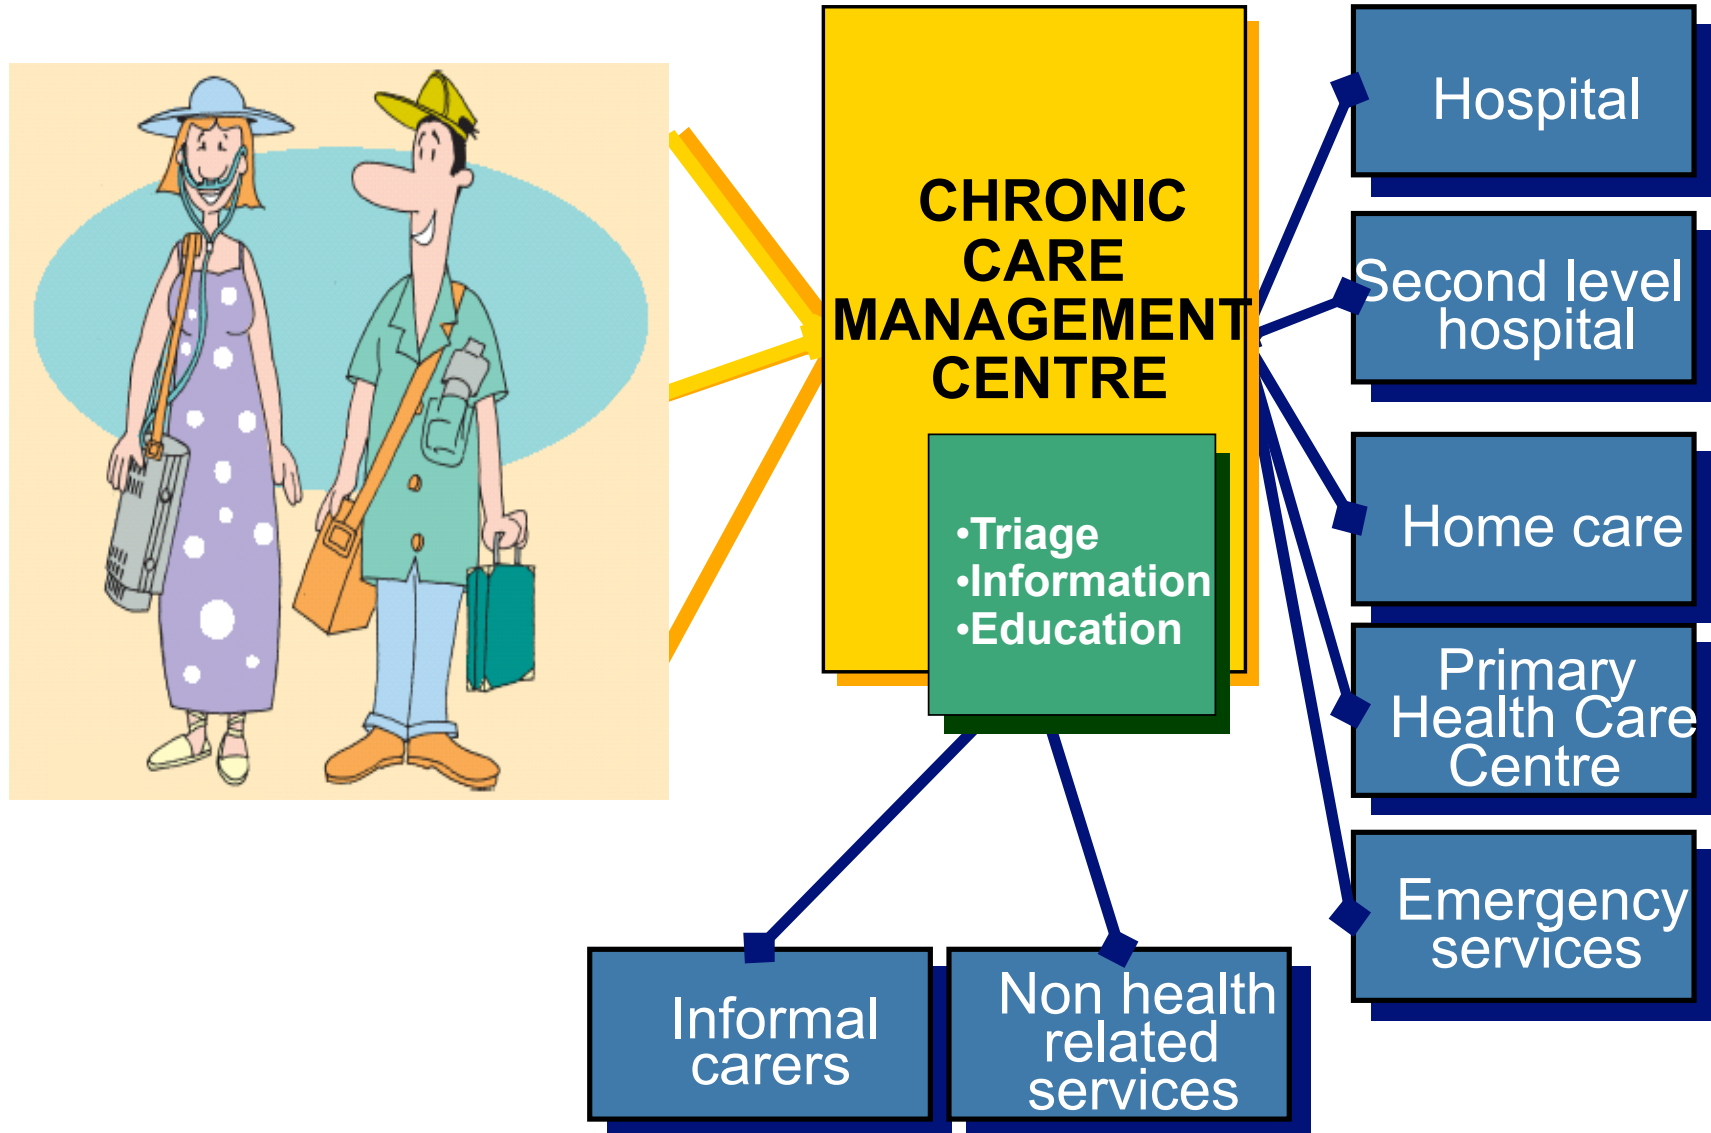 CHRONIC
CARE
MANAGEMENT
CENTRE
•Triage
•Information
•Education
Hospital
Second level
hospital
Home care
Primary
Health Care
Centre
Emergency
services
Informal
carers
Non health
related
services